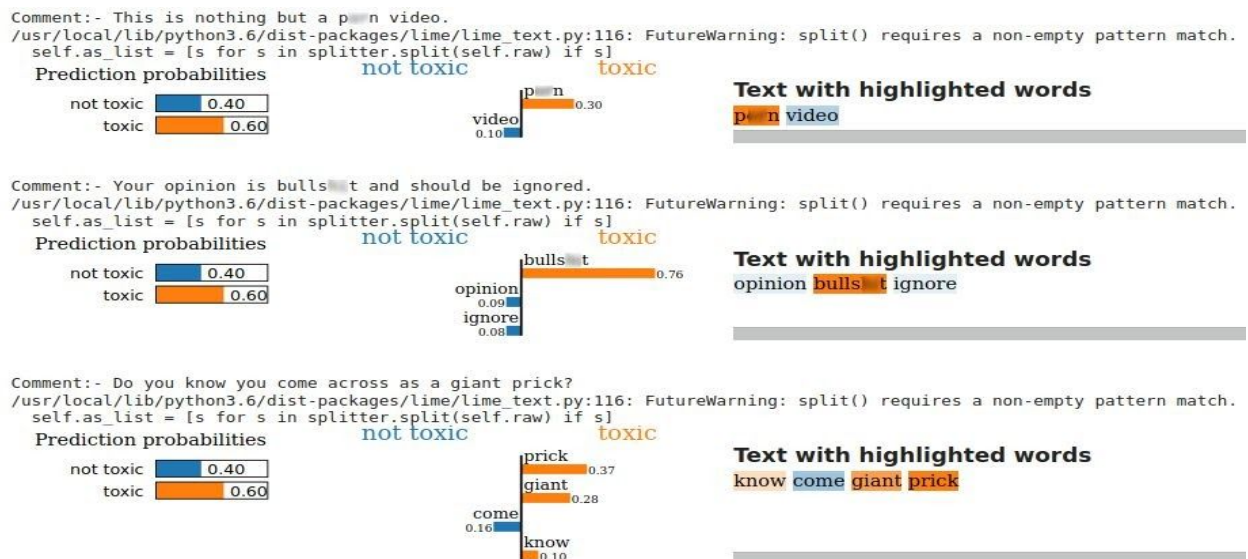 Comment:- This is nothing but a p n video.
/usr/local/lib/python3.6/dist-packages/lime/lime_text.py:116: FutureWarning: split() requires a non-empty pattern match.
self.as_list = [s for s in splitter.split(self.raw) if s]
Prediction probabilities
not toxic 0.40
toxic 0.60
not toxic toxic
p n
0.30
video
0.10
Text with highlighted words
p n video
Comment:- Your opinion is bulls t and should be ignored.
/usr/local/lib/python3.6/dist-packages/lime/lime_text.py:116: FutureWarning: split() requires a non-empty pattern match.
self.as_list = [s for s in splitter.split(self.raw) if s]
Prediction probabilities
not toxic 0.40
toxic 0.60
not toxic toxic
bulls t
0.76
opinion
0.09
ignore
0.08
Text with highlighted words
opinion bulls t ignore
Comment:- Do you know you come across as a giant prick?
/usr/local/lib/python3.6/dist-packages/lime/lime_text.py:116: FutureWarning: split() requires a non-empty pattern match.
self.as_list = [s for s in splitter.split(self.raw) if s]
Prediction probabilities
not toxic 0.40
toxic 0.60
not toxic toxic
prick
0.37
giant
0.28
come
0.16
know
0.10
Text with highlighted words
know come giant prick